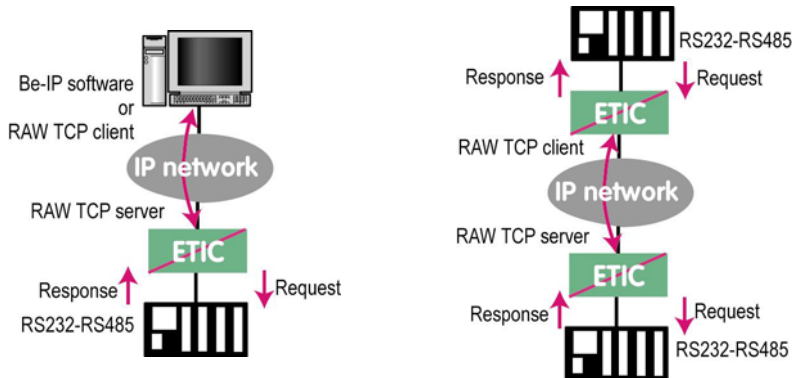 Be-IP software
or
RAW TCP client
IP network
RAW TCP server
ETIC
Response
Request
RS232-RS485
RS232-RS485
Response
Request
ETIC
RAW TCP client
IP network
RAW TCP server
ETIC
Response
Request
RS232-RS485